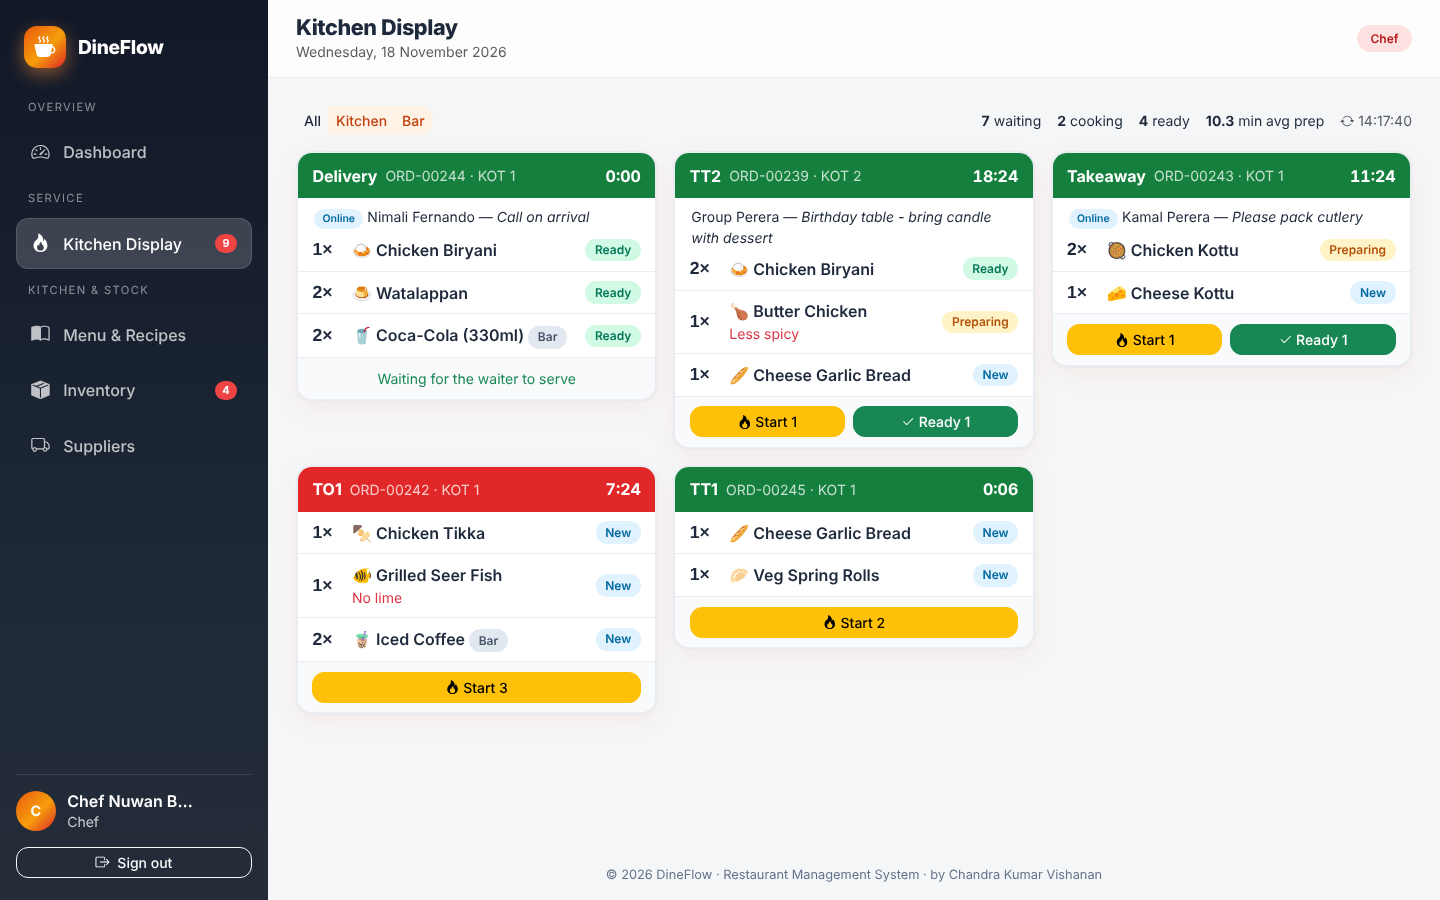 DineFlow
OVERVIEW
Dashboard
SERVICE
Kitchen Display 9
KITCHEN & STOCK
Menu & Recipes
Inventory 4
Suppliers
C
Chef Nuwan B...
Chef
Sign out
Kitchen Display
Wednesday, 18 November 2026
Chef
All Kitchen Bar
7 waiting 2 cooking 4 ready 10.3 min avg prep 14:17:40
Delivery ORD-00244 · KOT 1 0:00
Online Nimali Fernando — Call on arrival
1× Chicken Biryani Ready
2× Watalappan Ready
2× Coca-Cola (330ml) Bar Ready
Waiting for the waiter to serve
TT2 ORD-00239 · KOT 2 18:24
Group Perera — Birthday table - bring candle
with dessert
2× Chicken Biryani Ready
1× Butter Chicken Preparing
Less spicy
1× Cheese Garlic Bread New
Start 1 Ready 1
Takeaway ORD-00243 · KOT 1 11:24
Online Kamal Perera — Please pack cutlery
2× Chicken Kottu Preparing
1× Cheese Kottu New
Start 1 Ready 1
TO1 ORD-00242 · KOT 1 7:24
1× Chicken Tikka New
1× Grilled Seer Fish New
No lime
2× Iced Coffee Bar New
Start 3
TT1 ORD-00245 · KOT 1 0:06
1× Cheese Garlic Bread New
1× Veg Spring Rolls New
Start 2
© 2026 DineFlow · Restaurant Management System · by Chandra Kumar Vishanan